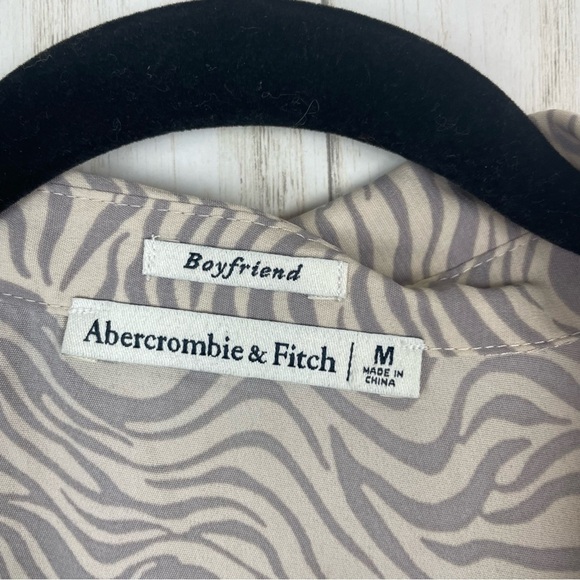 Boyfriend
Abercrombie & Fitch | M
MADE IN
CHINA